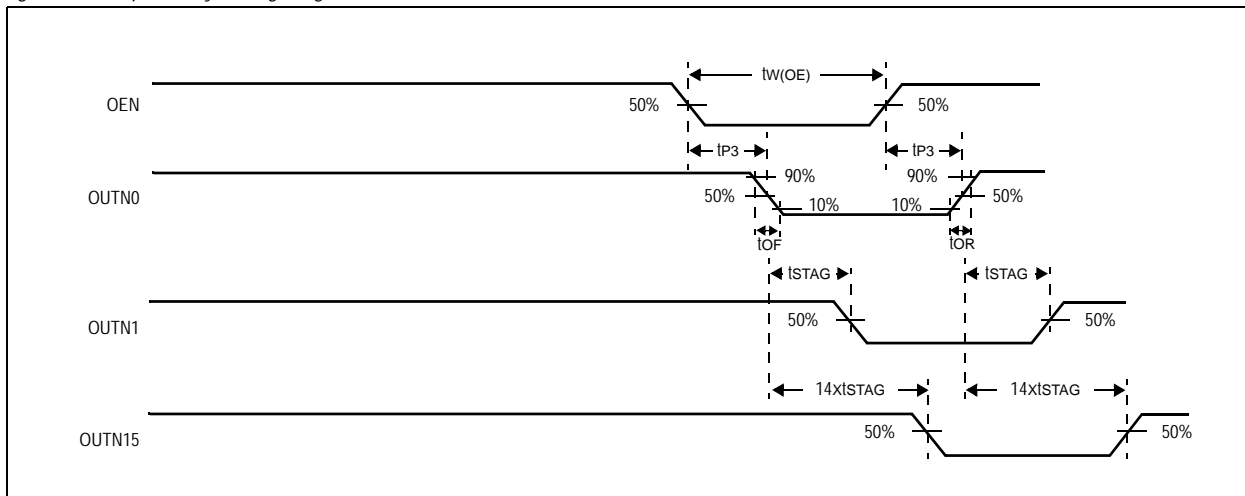 tW(OE)
OEN
50%
50%
tP3
tP3
OUTN0
90%
90%
50%
50%
10%
10%
tOF
tOR
tSTAG
tSTAG
OUTN1
50%
50%
14XtSTAG
14XtSTAG
OUTN15
50%
50%